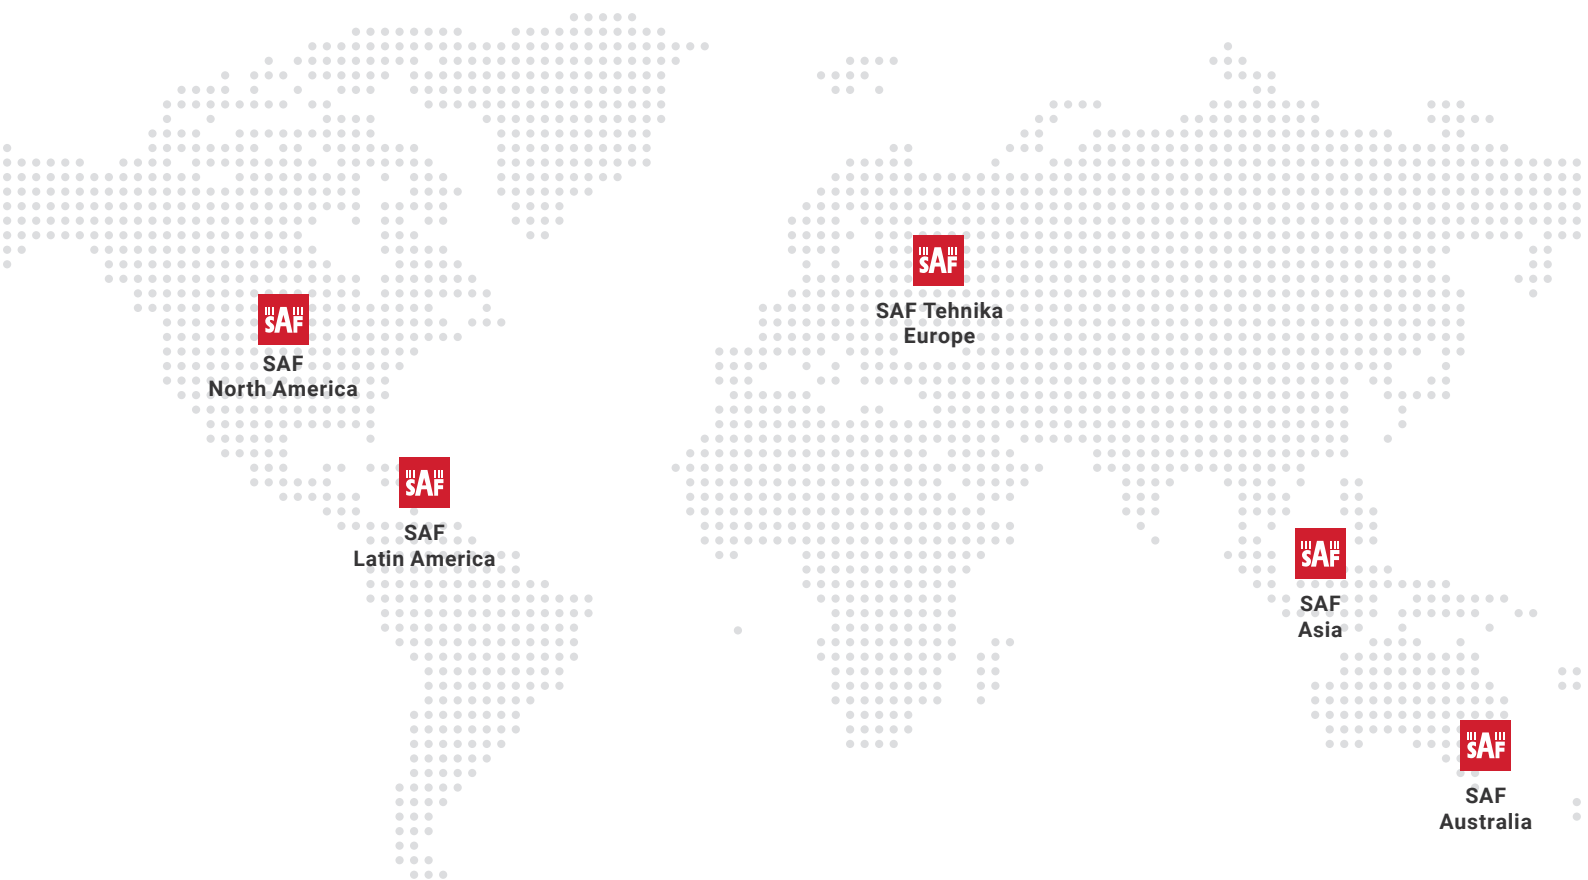 SAF
SAF Tehnika
Europe
SAF
SAF
North America
SAF
SAF
Latin America
SAF
SAF
Asia
SAF
SAF
Australia